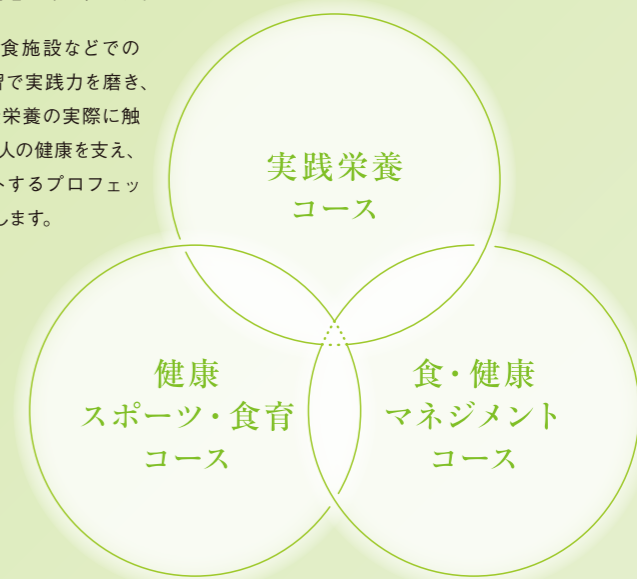 食施設などでの
習で実践力を磨き、
栄養の実際に触
人の健康を支え、
トするプロフェッ
します。
実践栄養
コース
健康
スポーツ・食育
コース
食・健康
マネジメント
コース